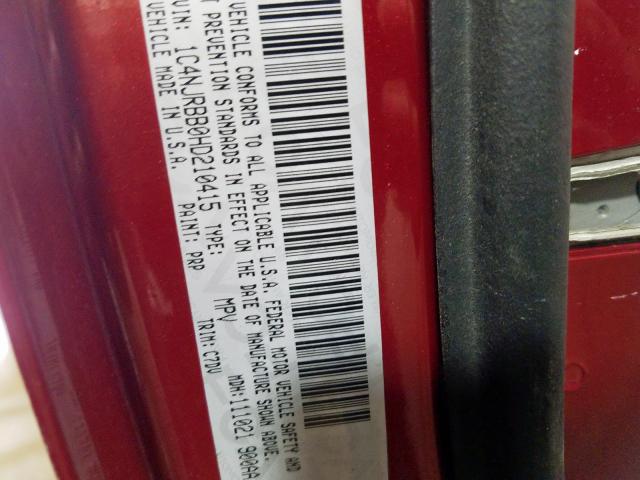 VEHICLE CONFORMS TO ALL APPLICABLE U.S.A. FEDERAL MOTOR VEHICLE SAFETY AND
T PREVENTION STANDARDS IN EFFECT ON THE DATE OF MANUFACTURE SHOWN ABOVE.
VIN: 1C4NJRBB0HD210415 TYPE: MPV MDH:111021 900AA
VEHICLE MADE IN U.S.A. PAINT: PRP TRIM: C7DV